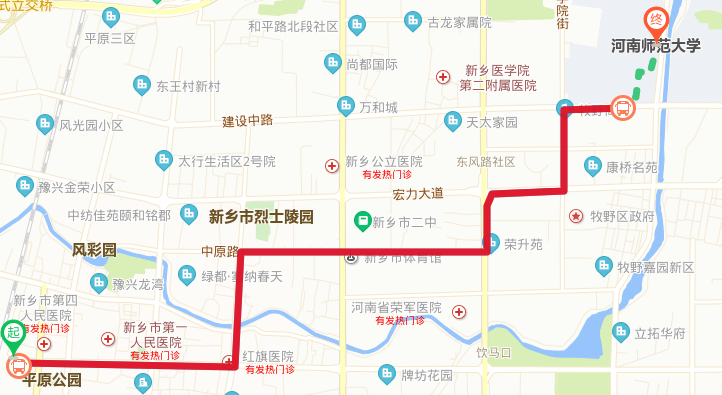 式立交桥
平原三区
和平路北段社区
古龙家属院
学院街
终
河南师范大学
尚都国际
新乡医学院
第二附属医院
东王村新村
万和城
建设中路
天太家园
牧野
风光园小区
太行生活区2号院
新乡公立医院
有发热门诊
东风路社区
康桥名苑
豫兴金荣小区
宏力大道
中纺佳苑颐和铭郡
新乡市烈士陵园
新乡市二中
牧野区政府
风彩园
中原路
荣升苑
新乡市体育馆
绿都·塞纳春天
牧野嘉园新区
豫兴龙湾
新乡市第四
人民医院
有发热门诊
河南省荣军医院
有发热门诊
起
新乡市第一
人民医院
有发热门诊
立拓华府
红旗医院
有发热门诊
饮马口
平原公园
牌坊花园